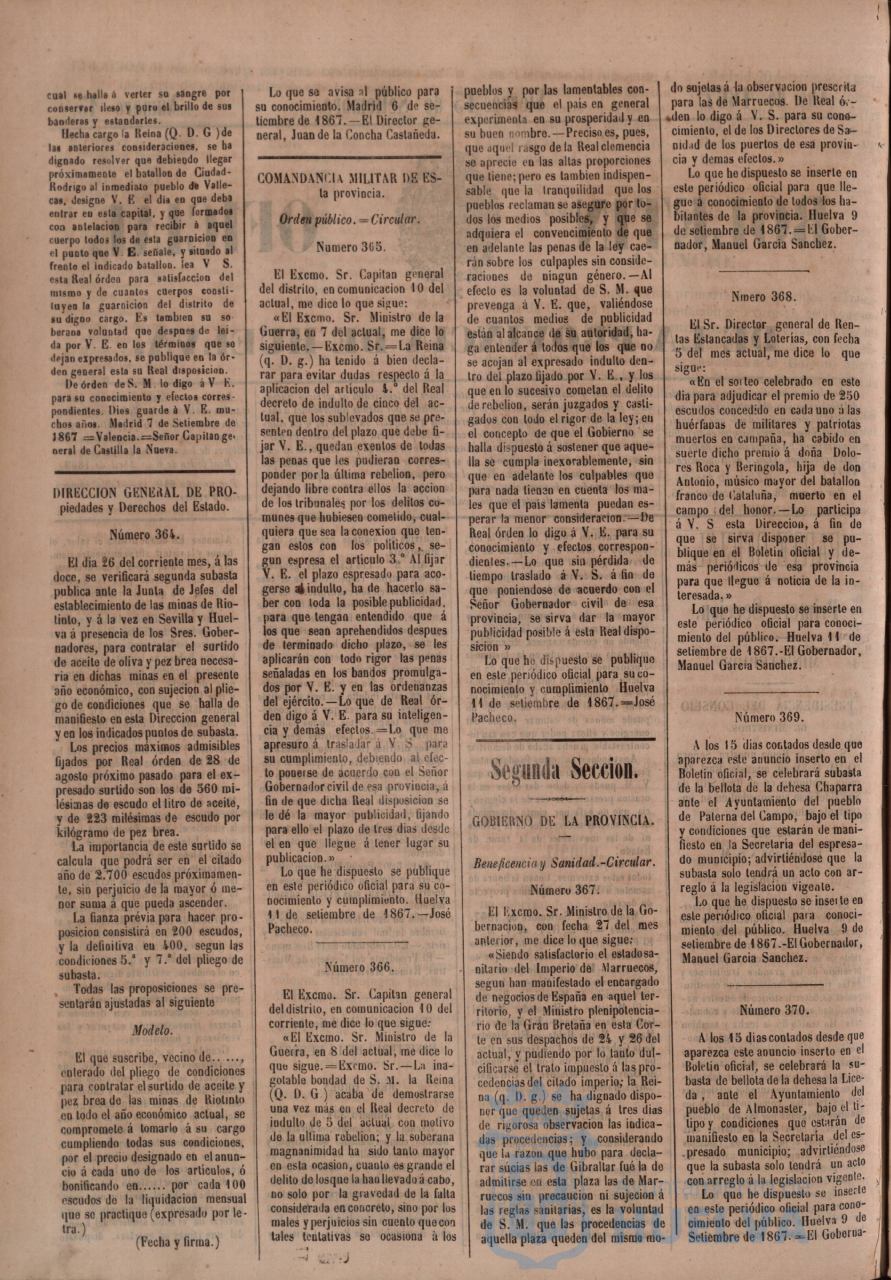 cual se halla á verter su sangre por
conservar ileso y puro el brillo de sus
banderas y estandartes.
Hecha cargo la Reina (Q. D. G )de
las anteriores consideraciones, se ha
dignado resolver que debiendo llegar
próximamente el batallon de Ciudad-
Rodrigo al inmediato pueblo de Valle-
cas, designe V. E el dia en que deba
entrar en esta capital, y que formados
con antelacion para recibir á aquel
cuerpo todos los de esta guarnicion en
el punto que V. E. señale, y situado al
frente el indicado batallon, lea V S.
esta Real órden para satisfaccion del
mismo y de cuantos cuerpos consti-
tuyen la guarnicion del distrito de
su digno cargo. Es tambien su so-
berana voluntad que despues de lei-
da por V. E. en los términos que se
dejan expresados, se publique en la ór-
den general esta su Real disposicion.
De órden de S. M. lo digo á V E.
para su conocimiento y efectos corres-
pondientes. Dios guarde á V. E. mu-
chos años. Madrid 7 de Setiembre de
1867 =Valencia.=Señor Capitan ge-
neral de Castilla la Nueva.
DIRECCION GENERAL DE PRO-
piedades y Derechos del Estado.
Número 364.
El dia 26 del corriente mes, á las
doce, se verificará segunda subasta
publica ante la Junta de Jefes del
establecimiento de las minas de Rio-
tinto, y á la vez en Sevilla y Huel-
va á presencia de los Sres. Gober-
nadores, para contratar el surtido
de aceite de oliva y pez brea necesa-
ria en dichas minas en el presente
año económico, con sujecion al plie-
go de condiciones que se halla de
manifiesto en esta Direccion general
y en los indicados puntos de subasta.
Los precios máximos admisibles
fijados por Real órden de 28 de
agosto próximo pasado para el ex-
presado surtido son los de 560 mi-
lésimas de escudo el litro de aceite,
y de 223 milésimas de escudo por
kilógramo de pez brea.
La importancia de este surtido se
calcula que podrá ser en el citado
año de 2.700 escudos próximamen-
te, sin perjuicio de la mayor ó me-
nor suma á que pueda ascender.
La fianza prévia para hacer pro-
posicion consistirá en 200 escudos,
y la definitiva en 400, segun las
condiciones 5.ª y 7.ª del pliego de
subasta.
Todas las proposiciones se pre-
sentarán ajustadas al siguiente
Modelo.
El que suscribe, vecino de.. ...,
enterado del pliego de condiciones
para contratar el surtido de aceite y
pez brea de las minas de Riotinto
en todo el año económico actual, se
compromete á tomarlo á su cargo
cumpliendo todas sus condiciones,
por el precio designado en el anun-
cio á cada uno de los articulos, ó
bonificando en...... por cada 100
escudos de la liquidacion mensual
que se practique (expresado por le-
tra.)
(Fecha y firma.)
Lo que se avisa al público para
su conocimiento. Madrid 6 de se-
tiembre de 1867.—El Director ge-
neral, Juan de la Concha Castañeda.
COMANDANCIA MILITAR DE ES-
ta provincia.
Orden público.=Circular.
Numero 365.
El Excmo. Sr. Capitan general
del distrito, en comunicacion 10 del
actual, me dice lo que sigue:
«El Excmo. Sr. Ministro de la
Guerra, en 7 del actual, me dice lo
siguiente.—Excmo. Sr.=La Reina
(q. D. g.) ha tenido á bien decla-
rar para evitar dudas respecto á la
aplicacion del articulo 4.º del Real
decreto de indulto de cinco del ac-
tual, que los sublevados que se pre-
senten dentro del plazo que debe fi-
jar V. E., quedan exentos de todas
las penas que les pudieran corres-
ponder por la última rebelion, pero
dejando libre contra ellos la accion
de los tribunales por los delitos co-
munes que hubiesen cometido, cual-
quiera que sea la conexion que ten-
gan estos con los políticos, se-
gun espresa el articulo 3.º Al fijar
V. E. el plazo espresado para aco-
gerse al indulto, ha de hacerlo sa-
ber con toda la posible publicidad,
para que tengan entendido que á
los que sean aprehendidos despues
de terminado dicho plazo, se les
aplicarán con todo rigor las penas
señaladas en los bandos promulga-
dos por V. E. y en las ordenanzas
del ejército.—Lo que de Real ór-
den digo á V. E. para su inteligen-
cia y demás efectos.=Lo que me
apresuro á trasladar á V S para
su cumplimiento, debiendo al efec-
to ponerse de acuerdo con el Señor
Gobernador civil de esa provincia, á
fin de que dicha Real disposicion se
le dé la mayor publicidad, fijando
para ello el plazo de tres dias desde
el en que llegue á tener lugar su
publicacion.»
Lo que he dispuesto se publique
en este periódico oficial para su co-
nocimiento y cumplimiento. Huelva
11 de setiembre de 1867.—José
Pacheco.
Número 366.
El Excmo. Sr. Capitan general
del distrito, en comunicacion 10 del
corriente, me dice lo que sigue:
«El Excmo. Sr. Ministro de la
Guerra, en 8 del actual, me dice lo
que sigue.=Excmo. Sr.—La ina-
gotable bondad de S. M. la Reina
(Q. D. G ) acaba de demostrarse
una vez más en el Real decreto de
indulto de 5 del actual, con motivo
de la ultima rebelion; y la soberana
magnanimidad ha sido tanto mayor
en esta ocasion, cuanto es grande el
delito de los que la han llevado á cabo,
no solo por la gravedad de la falta
considerada en concreto, sino por los
males y perjuicios sin cuento que con
tales tentativas se ocasiona á los
pueblos y por las lamentables con-
secuencias que el pais en general
experimenta en su prosperidad y en
su buen nombre.—Preciso es, pues,
que aquel rasgo de la Real clemencia
se aprecie en las altas proporciones
que tiene; pero es tambien indispen-
sable que la tranquilidad que los
pueblos reclaman se asegure por to-
dos los medios posibles, y que se
adquiera el convencimiento de que
en adelante las penas de la ley cae-
rán sobre los culpaples sin conside-
raciones de ningun género.—Al
efecto es la voluntad de S. M. que
prevenga á V. E que, valiéndose
de cuantos medios de publicidad
están al alcance de su autoridad, ha-
ga entender á todos que los que no
se acojan al expresado indulto den-
tro del plazo fijado por V. E., y los
que en lo sucesivo cometan el delito
de rebelion, serán juzgados y casti-
gados con todo el rigor de la ley; en
el concepto de que el Gobierno se
halla dispuesto á sostener que aque-
lla se cumpla inexorablemente, sin
que en adelante los culpables que
para nada tienen en cuenta los ma-
les que el pais lamenta puedan es-
perar la menor consideracion.—De
Real órden lo digo á V. E. para su
conocimiento y efectos correspon-
dientes.—Lo que sin pérdida de
tiempo traslado á V. S. á fin de
que poniendose de acuerdo con el
Señor Gobernador civil de esa
provincia, se sirva dar la mayor
publicidad posible á esta Real dispo-
sicion »
Lo que he dispuesto se publique
en este periódico oficial para su co-
nocimiento y cumplimiento Huelva
11 de setiembre de 1867.=José
Pacheco.
Segunda Seccion.
GOBIERNO DE LA PROVINCIA.
Beneficencia y Sanidad.-Circular.
Número 367.
El Excmo. Sr. Ministro de la Go-
bernacion, con fecha 27 del mes
anterior, me dice lo que sigue:
«Siendo satisfactorio el estado sa-
nitario del Imperio de Marruecos,
segun han manifestado el encargado
de negocios de España en aquel ter-
ritorio, y el Ministro plenipotencia-
rio de la Gran Bretaña en esta Cor-
te en sus despachos de 24 y 26 del
actual, y pudiendo por lo tanto dul-
cificarse el trato impuesto á las pro-
cedencias del citado imperio; la Rei-
na (q. D. g.) se ha dignado dispo-
ner que queden sujetas á tres dias
de rigorosa observacion las indica-
das procedencias; y considerando
que la razon que hubo para decla-
rar súcias las de Gibraltar fué la de
admitirse en esta plaza las de Mar-
ruecos sin precaucion ni sujecion á
las reglas sanitarias, es la voluntad
de S. M. que las procedencias de
aquella plaza queden del mismo mo-
do sujetas á la observacion prescrita
para las de Marruecos. De Real ór-
den lo digo á V. S. para su cono-
cimiento, el de los Directores de Sa-
nidad de los puertos de esa provin-
cia y demas efectos.»
Lo que he dispuesto se inserte en
este periódico oficial para que lle-
gue á conocimiento de todos los ha-
bitantes de la provincia. Huelva 9
de setiembre de 1867.=El Gober-
nador, Manuel Garcia Sanchez.
Nmero 368.
El Sr. Director general de Ren-
tas Estancadas y Loterias, con fecha
5 del mes actual, me dice lo que
sigue:
«En el sorteo celebrado en este
dia para adjudicar el premio de 250
escudos concedido en cada uno á las
huérfanas de militares y patriotas
muertos en campaña, ha cabido en
suerte dicho premio á doña Dolo-
res Roca y Beringola, hija de don
Antonio, músico mayor del batallon
franco de Cataluña, muerto en el
campo del honor.—Lo participa
á V. S esta Direccion, á fin de
que se sirva disponer se pu-
blique en el Boletin oficial y de-
más periódicos de esa provincia
para que llegue á noticia de la in-
teresada.»
Lo que he dispuesto se inserte en
este periódico oficial para conoci-
miento del público. Huelva 11 de
setiembre de 1867.-El Gobernador,
Manuel Garcia Sanchez.
Número 369.
A los 15 dias contados desde que
aparezca este anuncio inserto en el
Boletin oficial, se celebrará subasta
de la bellota de la dehesa Chaparra
ante el Ayuntamiento del pueblo
de Paterna del Campo, bajo el tipo
y condiciones que estarán de mani-
fiesto en la Secretaria del espresa-
do municipio; advirtiéndose que la
subasta solo tendrá un acto con ar-
reglo á la legislacion vigente.
Lo que he dispuesto se inserte en
este periódico oficial para conoci-
miento del público. Huelva 9 de
setiembre de 1867.-El Gobernador,
Manuel Garcia Sanchez.
Número 370.
A los 15 dias contados desde que
aparezca este anuncio inserto en el
Boletin oficial, se celebrará la su-
basta de bellota de la dehesa la Lice-
da , ante el Ayuntamiento del
pueblo de Almonaster, bajo el ti-
tipo y condiciones que estarán de
manifiesto en la Secretaria del es-
presado municipio; advirtiéndose
que la subasta solo tendrá un acto
con arreglo á la legislacion vigente.
Lo que he dispuesto se inserte
en este periódico oficial para cono-
cimiento del público. Huelva 9 de
Setiembre de 1867.=El Goberna-